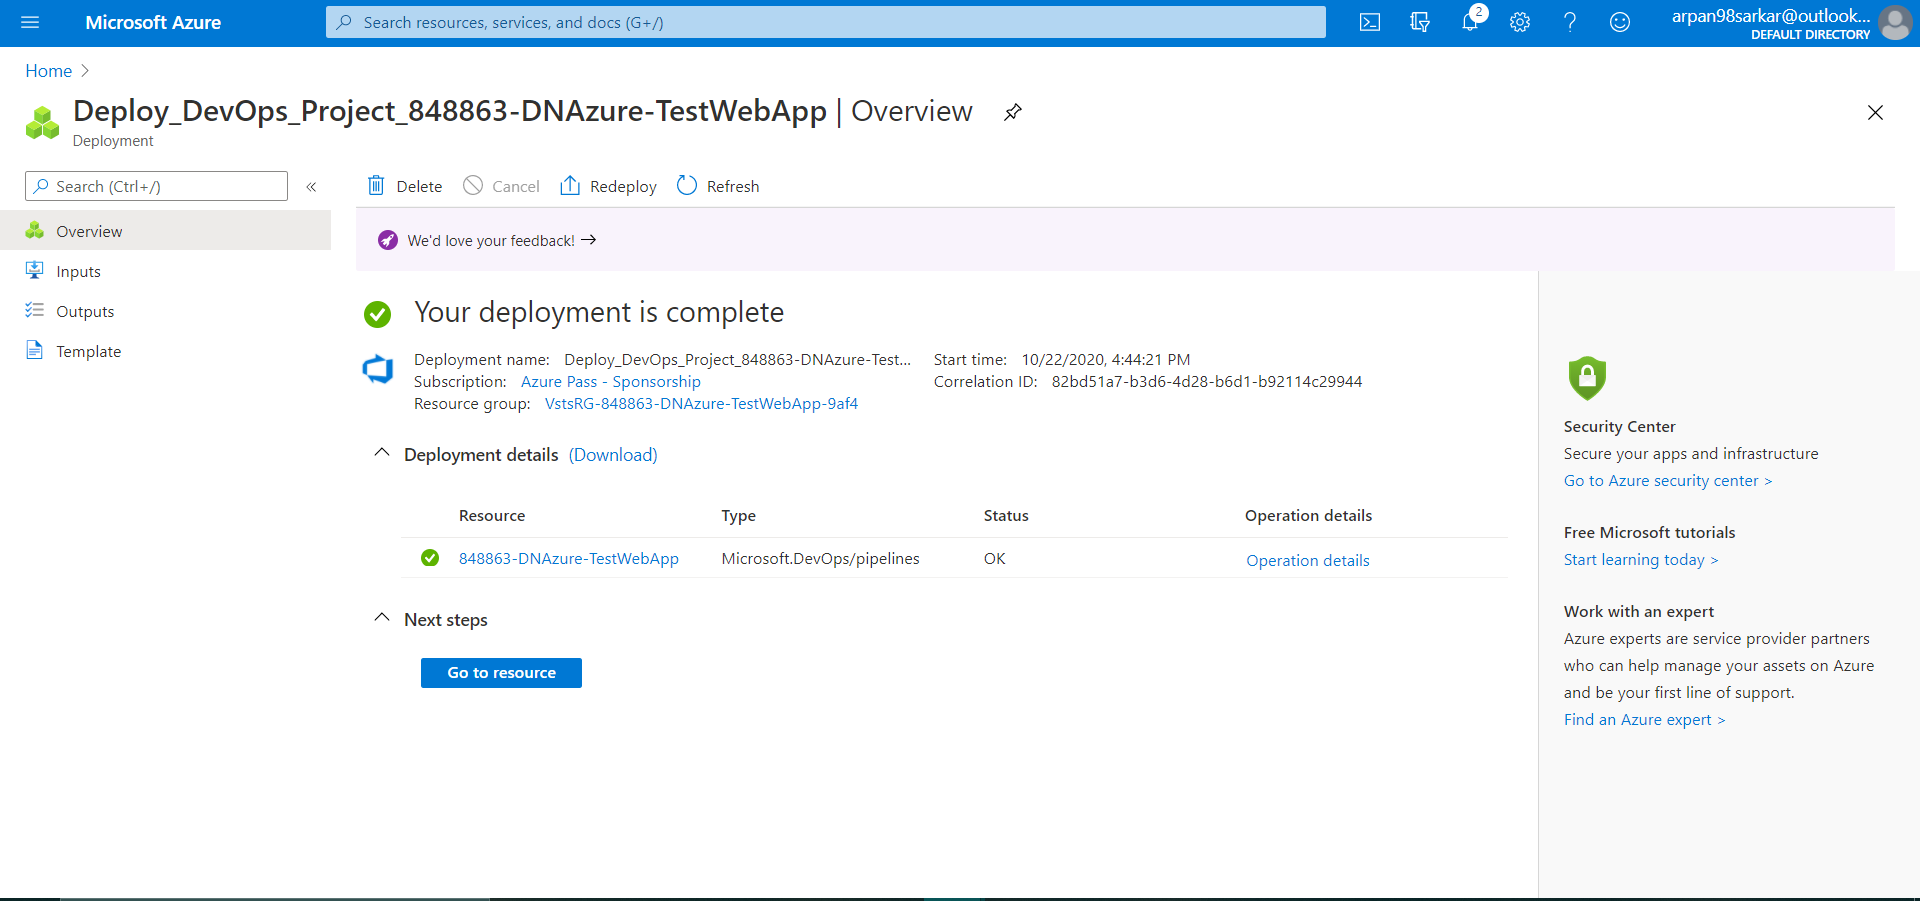 Microsoft Azure
Search resources, services, and docs (G+/)
2
arpan98sarkar@outlook...
DEFAULT DIRECTORY
Home
Deploy_DevOps_Project_848863-DNAzure-TestWebApp | Overview
Deployment
Search (Ctrl+/)
«
Delete
Cancel
Redeploy
Refresh
Overview
Inputs
Outputs
Template
We'd love your feedback! →
Your deployment is complete
Deployment name: Deploy_DevOps_Project_848863-DNAzure-Test...
Subscription: Azure Pass - Sponsorship
Resource group: VstsRG-848863-DNAzure-TestWebApp-9af4
Start time: 10/22/2020, 4:44:21 PM
Correlation ID: 82bd51a7-b3d6-4d28-b6d1-b92114c29944
Deployment details (Download)
Resource Type Status Operation details
848863-DNAzure-TestWebApp Microsoft.DevOps/pipelines OK Operation details
Next steps
Go to resource
Security Center
Secure your apps and infrastructure
Go to Azure security center >
Free Microsoft tutorials
Start learning today >
Work with an expert
Azure experts are service provider partners
who can help manage your assets on Azure
and be your first line of support.
Find an Azure expert >